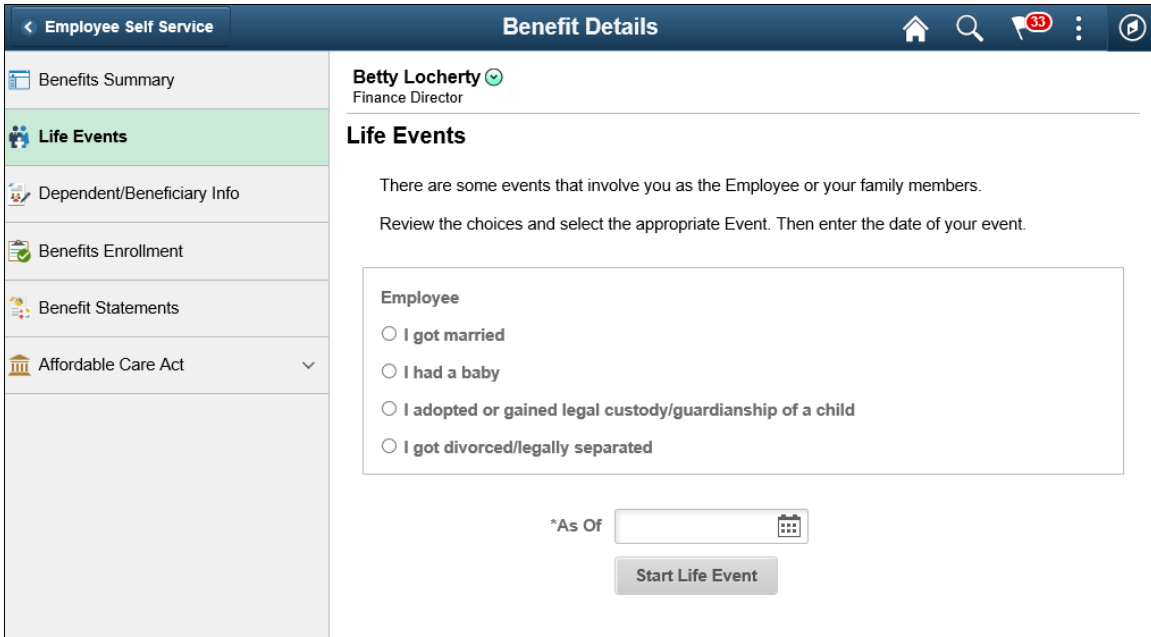 Employee Self Service
Benefit Details
33
Benefits Summary
Life Events
Dependent/Beneficiary Info
Benefits Enrollment
Benefit Statements
Affordable Care Act
Betty Locherty
Finance Director
Life Events
There are some events that involve you as the Employee or your family members.
Review the choices and select the appropriate Event. Then enter the date of your event.
Employee
I got married
I had a baby
I adopted or gained legal custody/guardianship of a child
I got divorced/legally separated
*As Of
Start Life Event